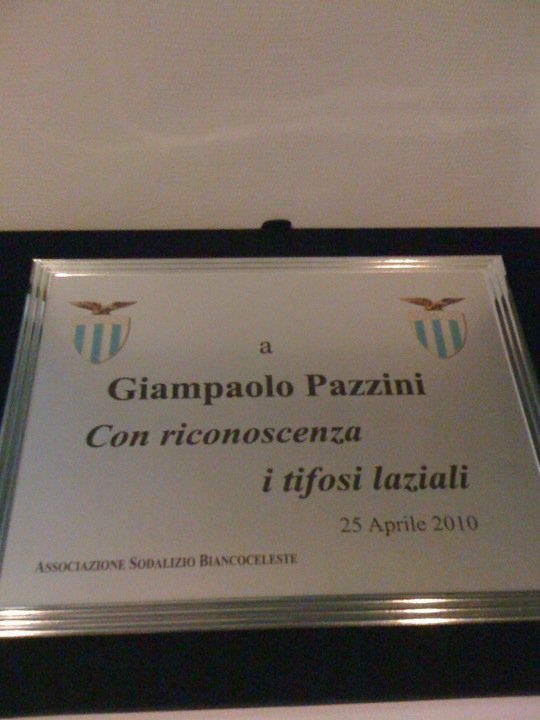 a
Giampaolo Pazzini
Con riconoscenza
i tifosi laziali
25 Aprile 2010
ASSOCIAZIONE SODALIZIO BIANCOCELESTE